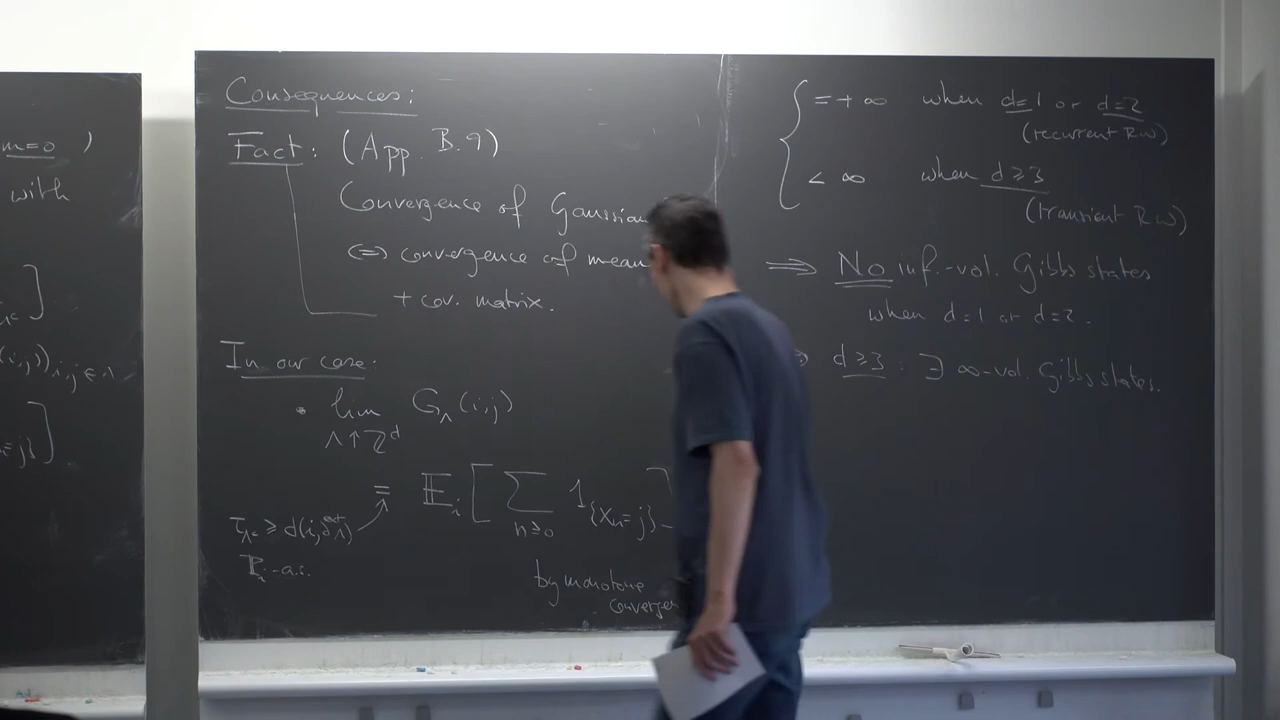 m=0 )
with
]
(i,j))i,j∈Λ
]
=j}
Consequences:
Fact: (App. B.9)
Convergence of Gaussian
⇔ convergence of mean
+ cov. matrix.
In our case:
• lim G_Λ(i,j)
Λ↑Z^d
= E_i [ ∑ 1_{X_n=j}
n≥0
τ_Λc ≥ d(i,∂^ext Λ)
P_i-a.s.
by monotone
converge
= +∞ when d=1 or d=2
(recurrent RW)
< ∞ when d≥3
(transient RW)
⇒ No inf.-vol. Gibbs states
when d=1 or d=2.
d≥3 : ∃ ∞-vol. Gibbs states.